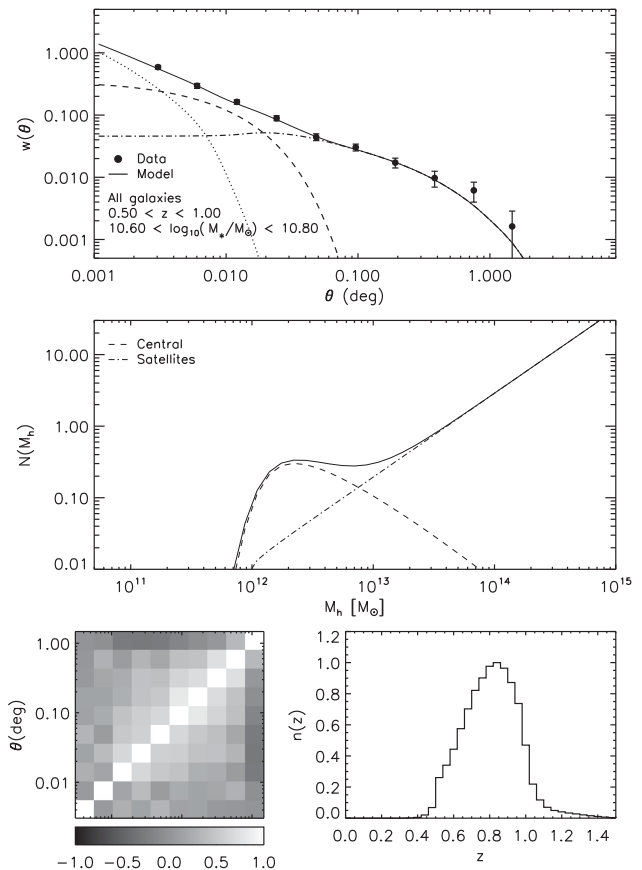 1.000
0.100
0.010
0.001
w(θ)
Data
Model
All galaxies
0.50 < z < 1.00
10.60 < log₁₀(M*/M⊙) < 10.80
0.001 0.010 0.100 1.000
θ (deg)
Central
Satellites
10.00
1.00
0.10
0.01
N(Mₕ)
10¹¹ 10¹² 10¹³ 10¹⁴ 10¹⁵
Mₕ [M⊙]
1.00
0.10
0.01
θ(deg)
−1.0 −0.5 0.0 0.5 1.0
1.2
1.0
0.8
0.6
0.4
0.2
0.0
n(z)
0.0 0.2 0.4 0.6 0.8 1.0 1.2 1.4
z